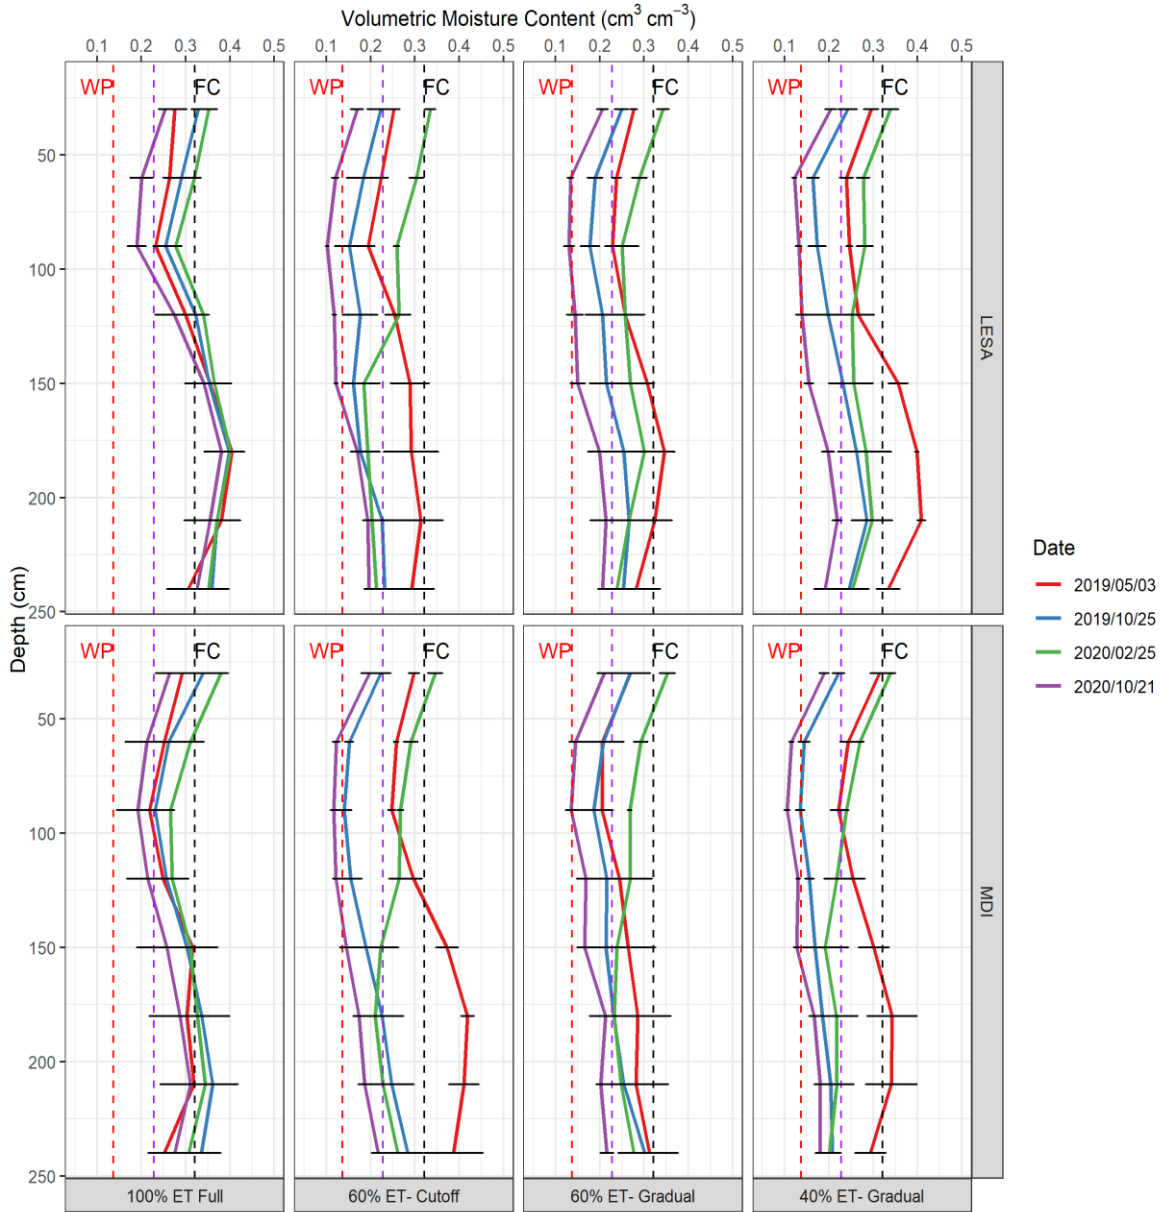 Volumetric Moisture Content (cm³ cm⁻³)
0.1 0.2 0.3 0.4 0.5 0.1 0.2 0.3 0.4 0.5 0.1 0.2 0.3 0.4 0.5 0.1 0.2 0.3 0.4 0.5
WP FC WP FC WP FC WP FC
50
100
150
200
250
LESA
Depth (cm)
WP FC WP FC WP FC WP FC
50
100
150
200
250
MDI
100% ET Full 60% ET- Cutoff 60% ET- Gradual 40% ET- Gradual
Date
2019/05/03
2019/10/25
2020/02/25
2020/10/21